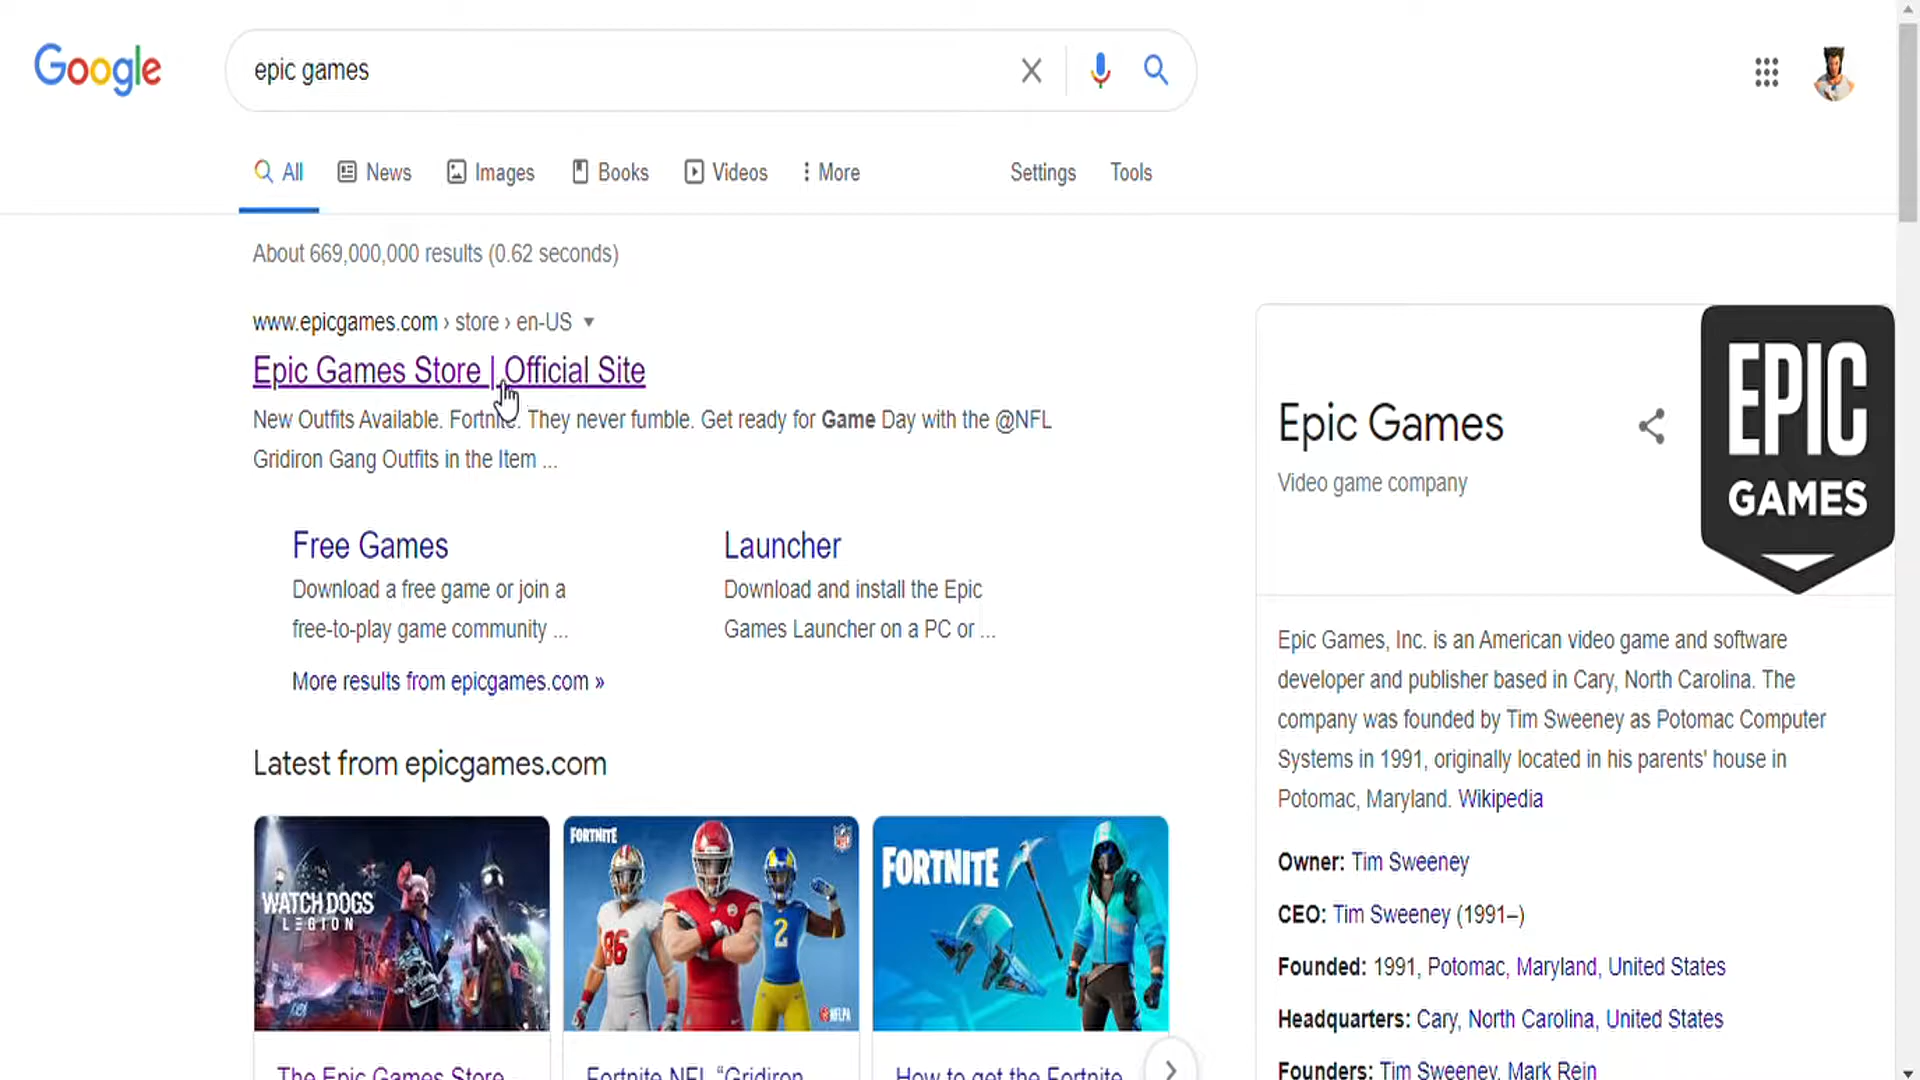 Google
epic games
All News Images Books Videos More Settings Tools
About 669,000,000 results (0.62 seconds)
www.epicgames.com › store › en-US
Epic Games Store | Official Site
New Outfits Available. Fortnite. They never fumble. Get ready for Game Day with the @NFL
Gridiron Gang Outfits in the Item ...
Free Games
Download a free game or join a
free-to-play game community ...
Launcher
Download and install the Epic
Games Launcher on a PC or ...
More results from epicgames.com »
Latest from epicgames.com
WATCH DOGS
LEGION
FORTNITE
NFL
86
2
NFLPA
FORTNITE
The Epic Games Store
Fortnite NFL “Gridiron
How to get the Fortnite
Epic Games
Video game company
EPIC
GAMES
Epic Games, Inc. is an American video game and software
developer and publisher based in Cary, North Carolina. The
company was founded by Tim Sweeney as Potomac Computer
Systems in 1991, originally located in his parents' house in
Potomac, Maryland. Wikipedia
Owner: Tim Sweeney
CEO: Tim Sweeney (1991–)
Founded: 1991, Potomac, Maryland, United States
Headquarters: Cary, North Carolina, United States
Founders: Tim Sweeney, Mark Rein